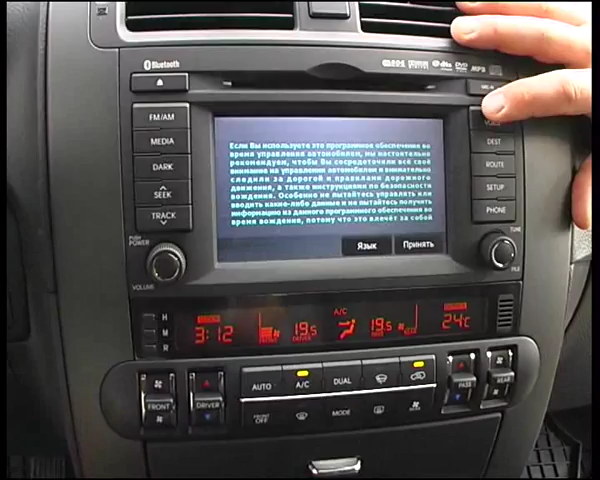 Bluetooth
DVD MP3
FM/AM
MEDIA
DARK
SEEK
TRACK
PUSH
POWER
VOLUME
DEST
ROUTE
SETUP
PHONE
TUNE
FILE
Если Вы используете это программное обеспечение во
время управления автомобилем, мы настоятельно
рекомендуем, чтобы Вы сосредоточили всё своё
внимание на управлении автомобилем и внимательно
следили за дорогой и правилами дорожного
движения, а также инструкциями по безопасности
вождения. Особенно не пытайтесь управлять или
вводить какие-либо данные и не пытайтесь получить
информацию из данного программного обеспечения во
время вождения, потому что это влечёт за собой
Язык
Принять
H
M
R
3:12
19.5
A/C
19.5
24c
FRONT
DRIVER
AUTO
A/C
DUAL
FRONT
OFF
MODE
PASS
REAR